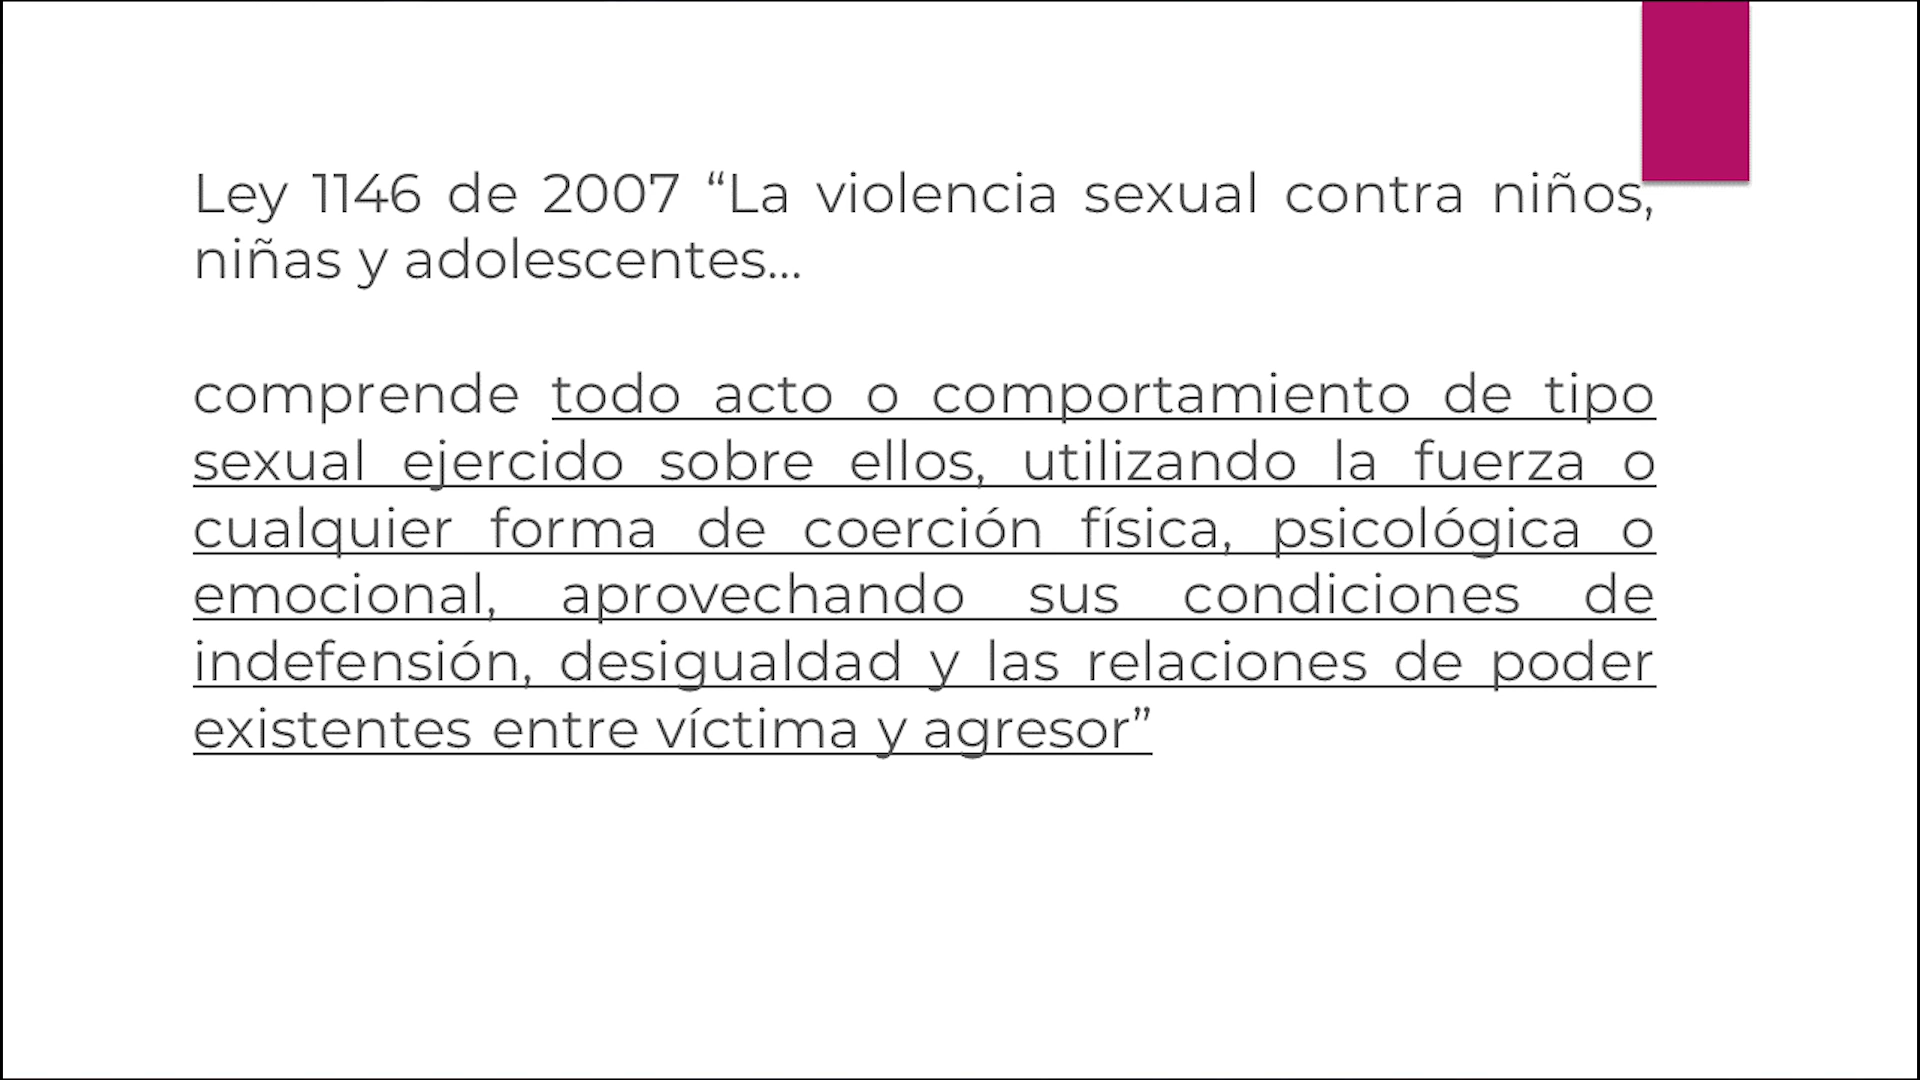 Ley 1146 de 2007 “La violencia sexual contra niños,
niñas y adolescentes...
comprende todo acto o comportamiento de tipo
sexual ejercido sobre ellos, utilizando la fuerza o
cualquier forma de coerción física, psicológica o
emocional, aprovechando sus condiciones de
indefensión, desigualdad y las relaciones de poder
existentes entre víctima y agresor”